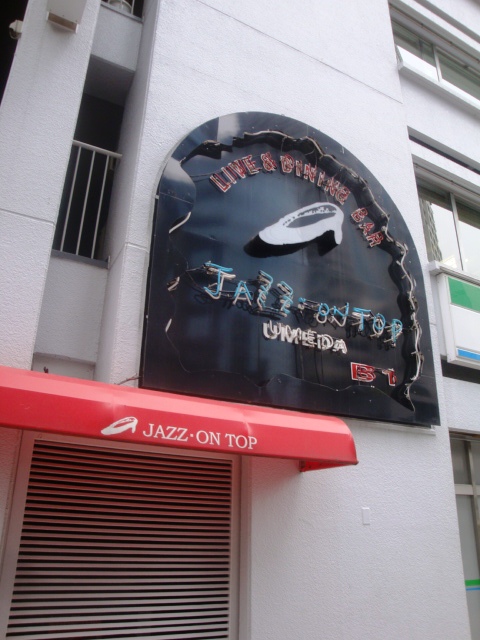 LIVE & DINING BAR
JAZZ・ON TOP
UMEDA
B1
JAZZ・ON TOP